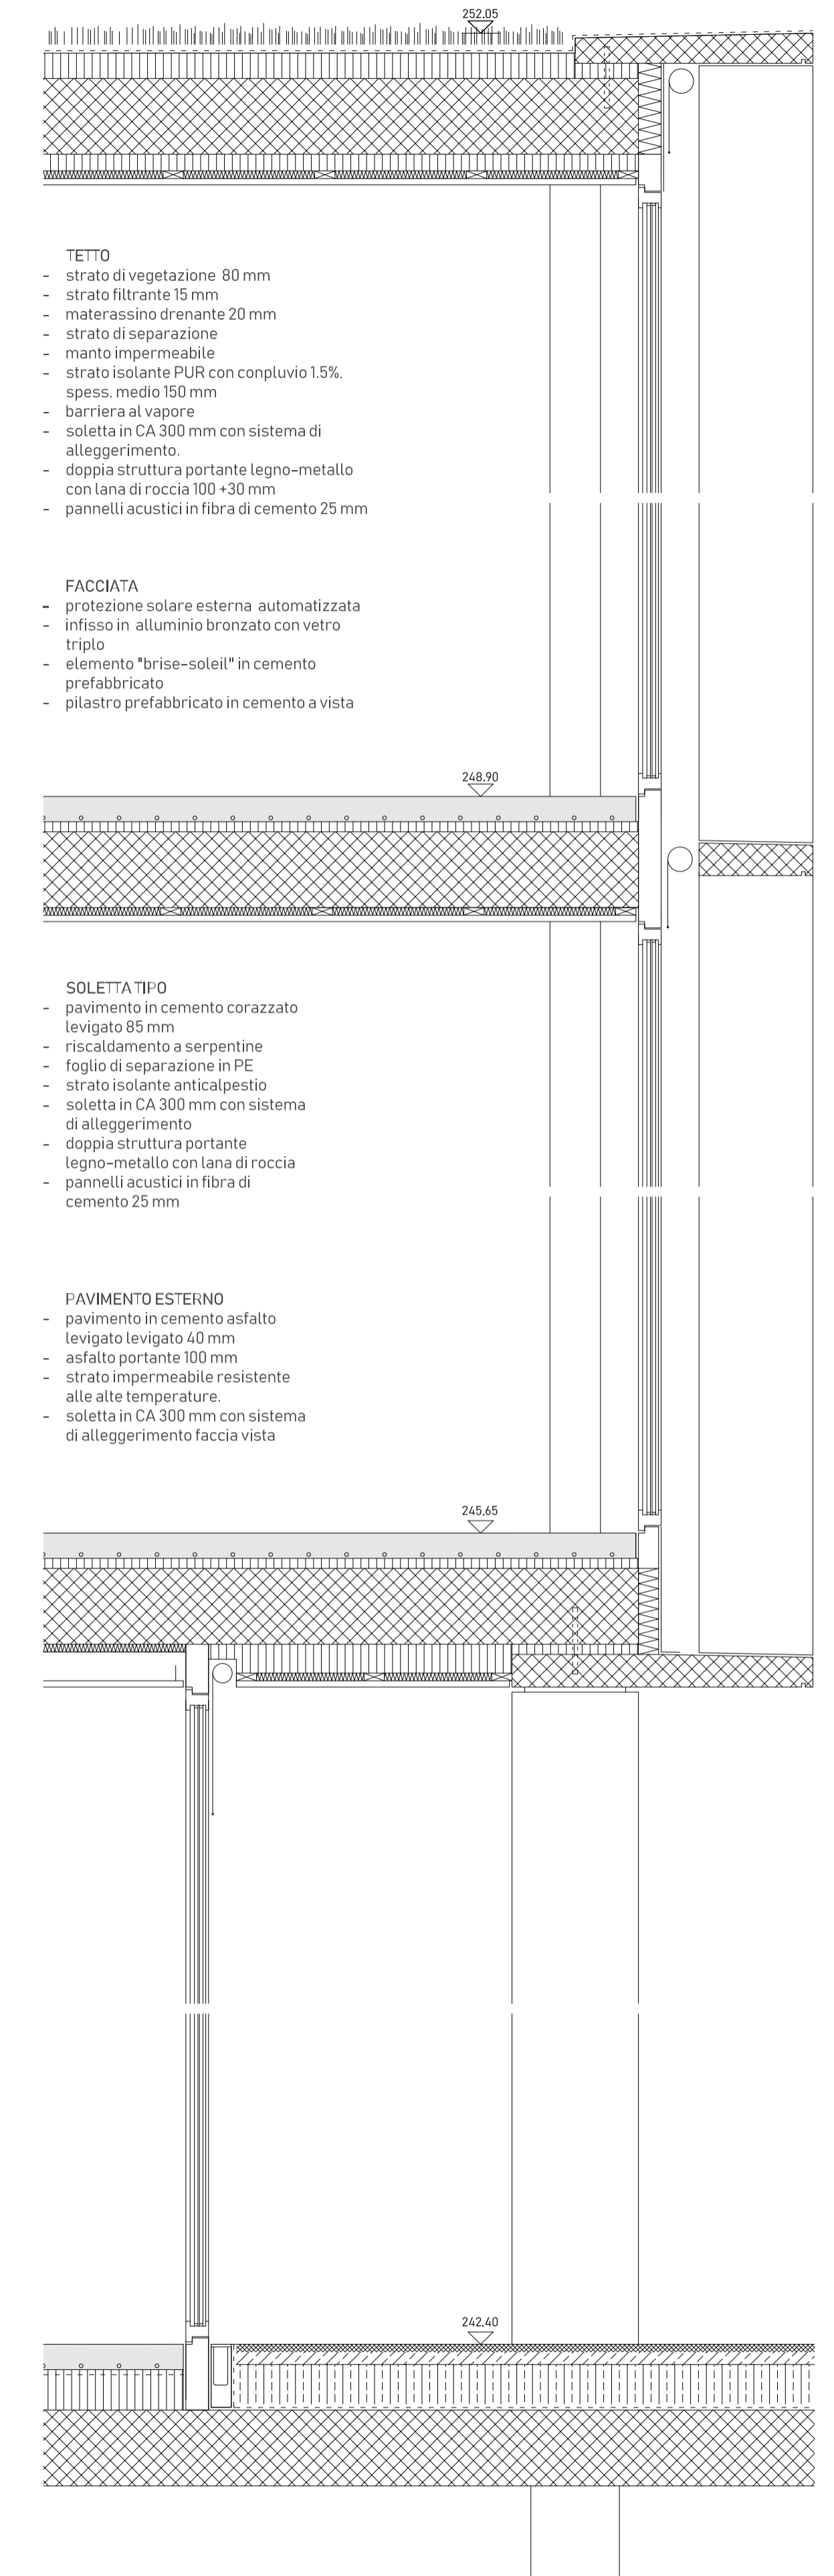 252.05
TETTO
- strato di vegetazione 80 mm
- strato filtrante 15 mm
- materassino drenante 20 mm
- strato di separazione
- manto impermeabile
- strato isolante PUR con conpluvio 1.5%,
spess. medio 150 mm
- barriera al vapore
- soletta in CA 300 mm con sistema di
alleggerimento.
- doppia struttura portante legno-metallo
con lana di roccia 100 +30 mm
- pannelli acustici in fibra di cemento 25 mm
FACCIATA
- protezione solare esterna automatizzata
- infisso in alluminio bronzato con vetro
triplo
- elemento "brise-soleil" in cemento
prefabbricato
- pilastro prefabbricato in cemento a vista
248.90
SOLETTA TIPO
- pavimento in cemento corazzato
levigato 85 mm
- riscaldamento a serpentine
- foglio di separazione in PE
- strato isolante anticalpestio
- soletta in CA 300 mm con sistema
di alleggerimento
- doppia struttura portante
legno-metallo con lana di roccia
- pannelli acustici in fibra di
cemento 25 mm
PAVIMENTO ESTERNO
- pavimento in cemento asfalto
levigato levigato 40 mm
- asfalto portante 100 mm
- strato impermeabile resistente
alle alte temperature.
- soletta in CA 300 mm con sistema
di alleggerimento faccia vista
245.65
242.40